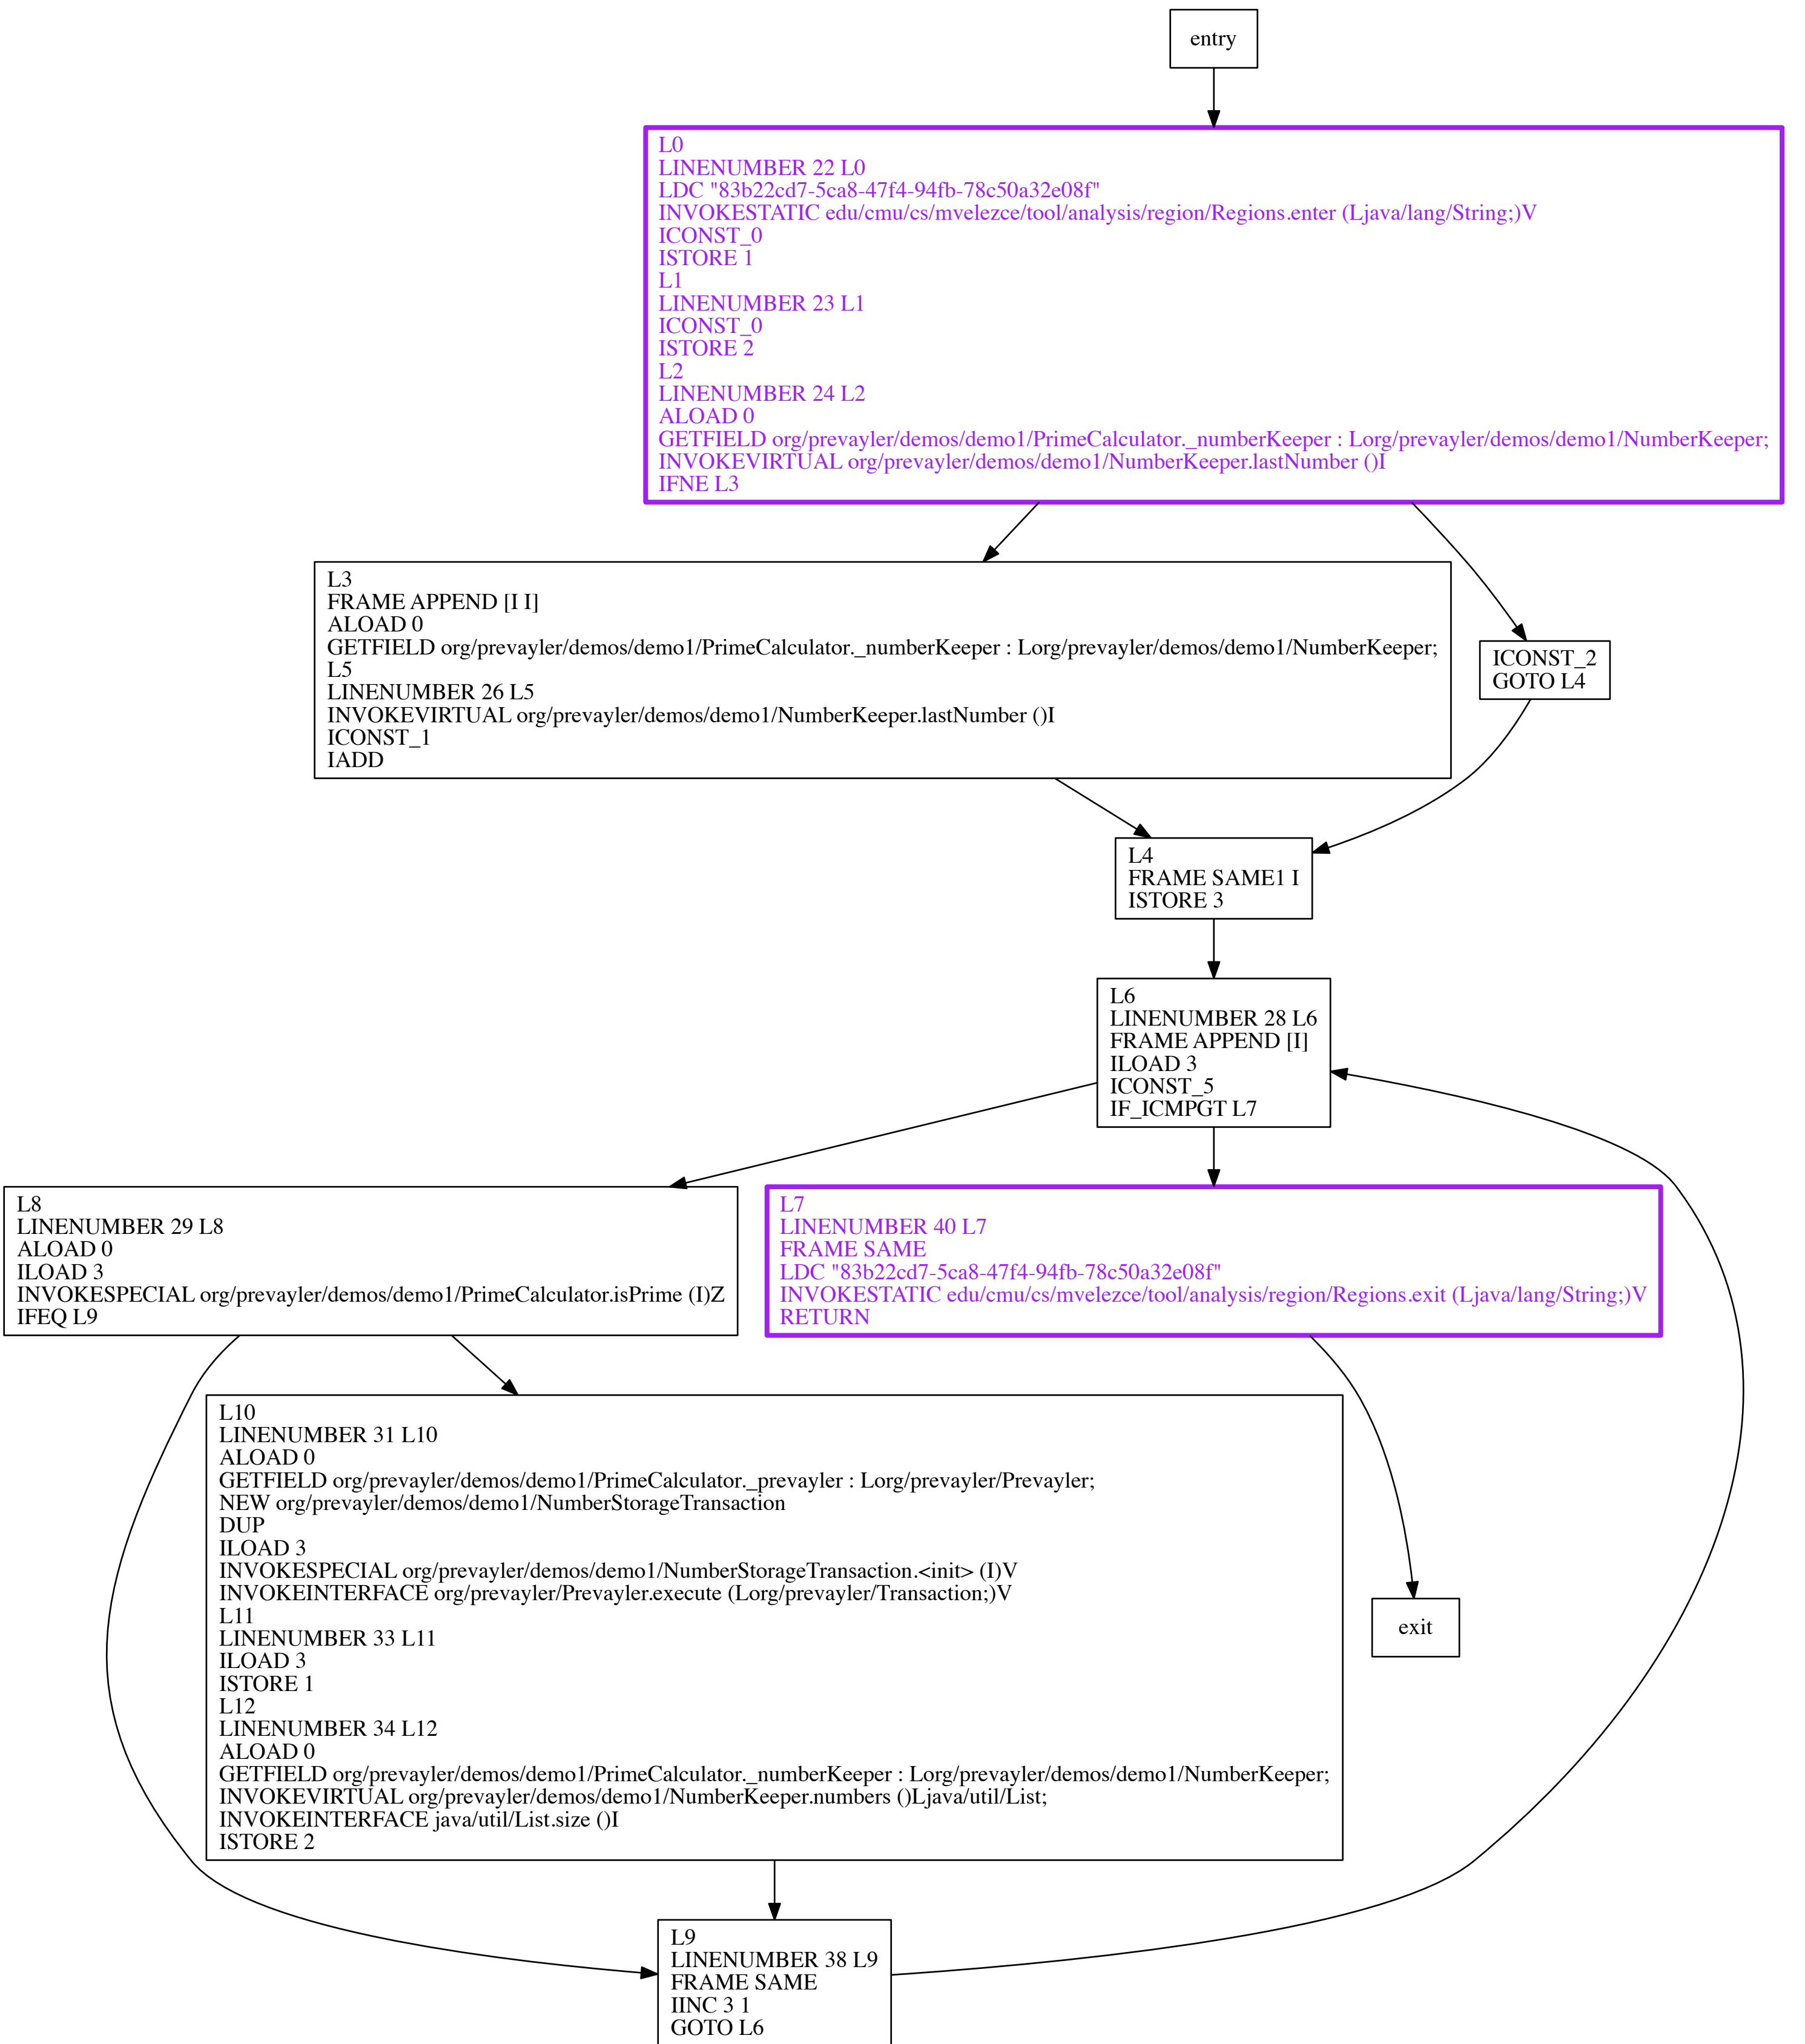 entry
L0
LINENUMBER 22 L0
LDC "83b22cd7-5ca8-47f4-94fb-78c50a32e08f"
INVOKESTATIC edu/cmu/cs/mvelezce/tool/analysis/region/Regions.enter (Ljava/lang/String;)V
ICONST_0
ISTORE 1
L1
LINENUMBER 23 L1
ICONST_0
ISTORE 2
L2
LINENUMBER 24 L2
ALOAD 0
GETFIELD org/prevayler/demos/demo1/PrimeCalculator._numberKeeper : Lorg/prevayler/demos/demo1/NumberKeeper;
INVOKEVIRTUAL org/prevayler/demos/demo1/NumberKeeper.lastNumber ()I
IFNE L3
L3
FRAME APPEND [I I]
ALOAD 0
GETFIELD org/prevayler/demos/demo1/PrimeCalculator._numberKeeper : Lorg/prevayler/demos/demo1/NumberKeeper;
L5
LINENUMBER 26 L5
INVOKEVIRTUAL org/prevayler/demos/demo1/NumberKeeper.lastNumber ()I
ICONST_1
IADD
ICONST_2
GOTO L4
L4
FRAME SAME1 I
ISTORE 3
L6
LINENUMBER 28 L6
FRAME APPEND [I]
ILOAD 3
ICONST_5
IF_ICMPGT L7
L8
LINENUMBER 29 L8
ALOAD 0
ILOAD 3
INVOKESPECIAL org/prevayler/demos/demo1/PrimeCalculator.isPrime (I)Z
IFEQ L9
L7
LINENUMBER 40 L7
FRAME SAME
LDC "83b22cd7-5ca8-47f4-94fb-78c50a32e08f"
INVOKESTATIC edu/cmu/cs/mvelezce/tool/analysis/region/Regions.exit (Ljava/lang/String;)V
RETURN
L10
LINENUMBER 31 L10
ALOAD 0
GETFIELD org/prevayler/demos/demo1/PrimeCalculator._prevayler : Lorg/prevayler/Prevayler;
NEW org/prevayler/demos/demo1/NumberStorageTransaction
DUP
ILOAD 3
INVOKESPECIAL org/prevayler/demos/demo1/NumberStorageTransaction.<init> (I)V
INVOKEINTERFACE org/prevayler/Prevayler.execute (Lorg/prevayler/Transaction;)V
L11
LINENUMBER 33 L11
ILOAD 3
ISTORE 1
L12
LINENUMBER 34 L12
ALOAD 0
GETFIELD org/prevayler/demos/demo1/PrimeCalculator._numberKeeper : Lorg/prevayler/demos/demo1/NumberKeeper;
INVOKEVIRTUAL org/prevayler/demos/demo1/NumberKeeper.numbers ()Ljava/util/List;
INVOKEINTERFACE java/util/List.size ()I
ISTORE 2
exit
L9
LINENUMBER 38 L9
FRAME SAME
IINC 3 1
GOTO L6